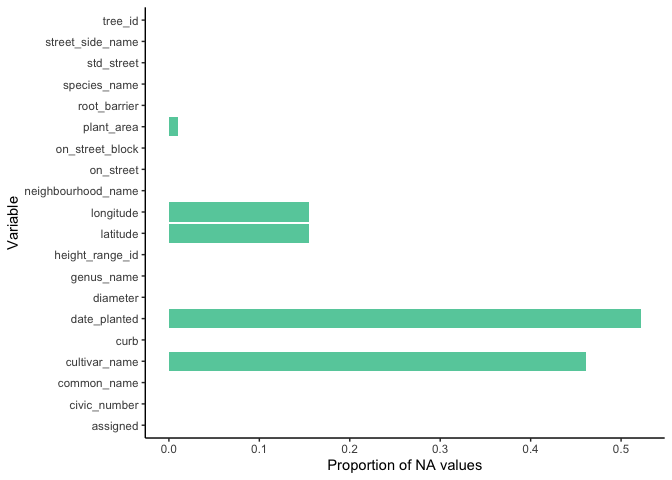 tree_id
street_side_name
std_street
species_name
root_barrier
plant_area
on_street_block
on_street
neighbourhood_name
longitude
latitude
height_range_id
genus_name
diameter
date_planted
curb
cultivar_name
common_name
civic_number
assigned
Variable
0.0 0.1 0.2 0.3 0.4 0.5
Proportion of NA values